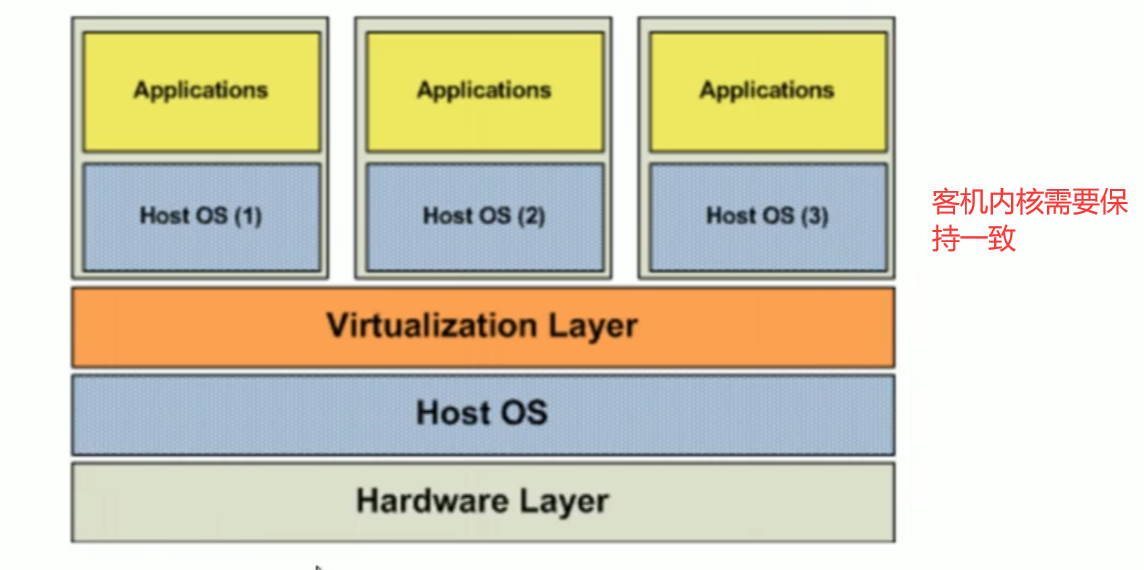 Applications
Applications
Applications
Host OS (1)
Host OS (2)
Host OS (3)
客机内核需要保
持一致
Virtualization Layer
Host OS
Hardware Layer